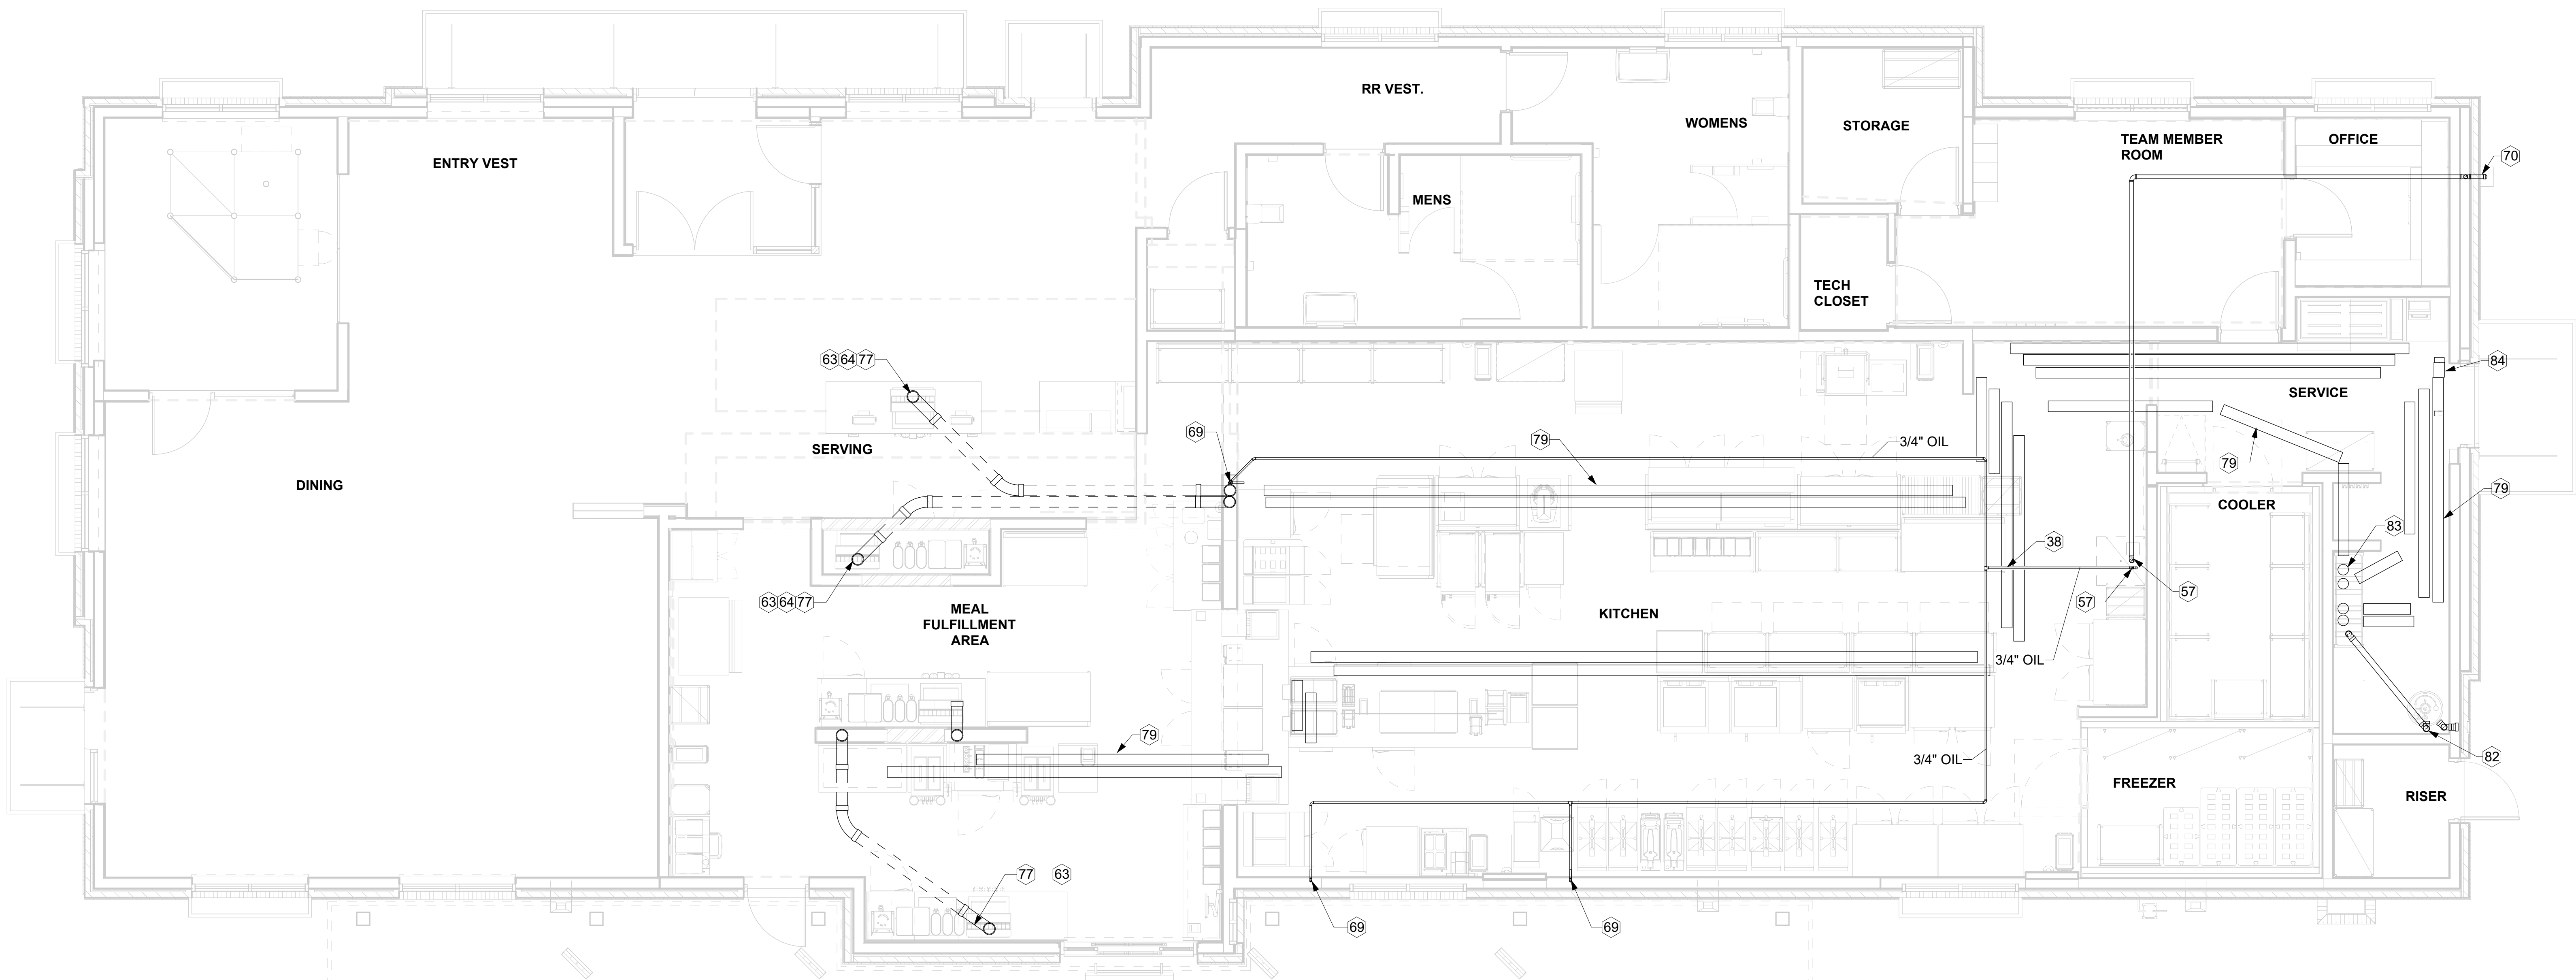 RR VEST.
WOMENS
STORAGE
TEAM MEMBER
ROOM
OFFICE
ENTRY VEST
70
MENS
TECH
CLOSET
63 64 77
84
SERVICE
69
79
3/4" OIL
SERVING
79
DINING
79
COOLER
83
38
57
57
63 64 77
MEAL
FULFILLMENT
AREA
KITCHEN
3/4" OIL
79
3/4" OIL
82
FREEZER
RISER
77
63
69
69